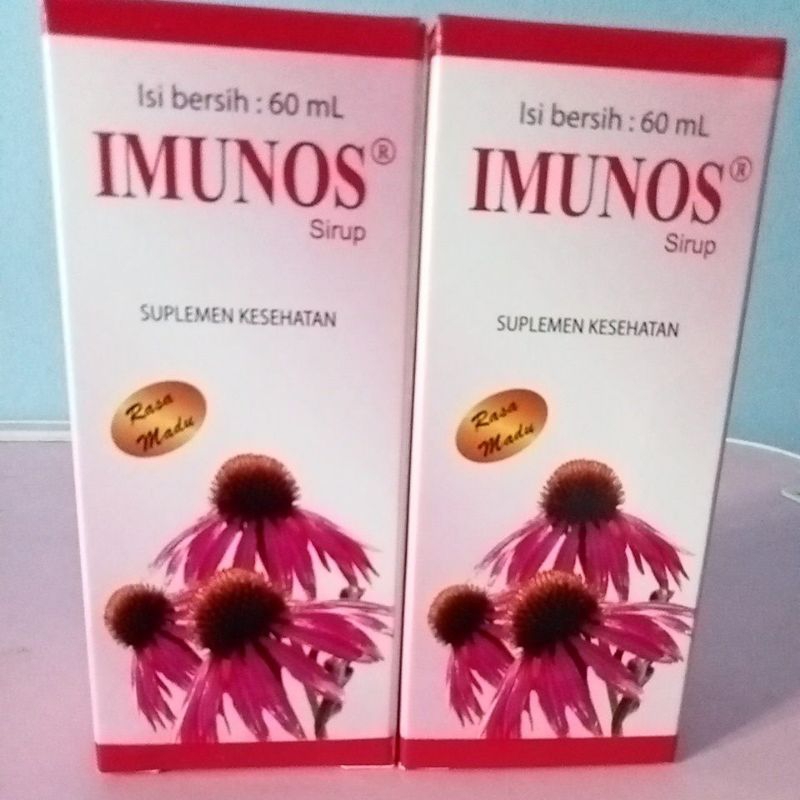 Isi bersih : 60 mL
IMUNOS®
Sirup
SUPLEMEN KESEHATAN
Rasa
Madu
Isi bersih : 60 mL
IMUNOS®
Sirup
SUPLEMEN KESEHATAN
Rasa
Madu